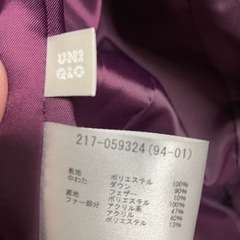 UNI
QLO
217-059324(94-01)
表地 ポリエステル 100%
中わた ダウン 90%
フェザー 10%
裏地 ポリエステル 100%
ファー部分 アクリル系 47%
アクリル 40%
ポリエステル 13%